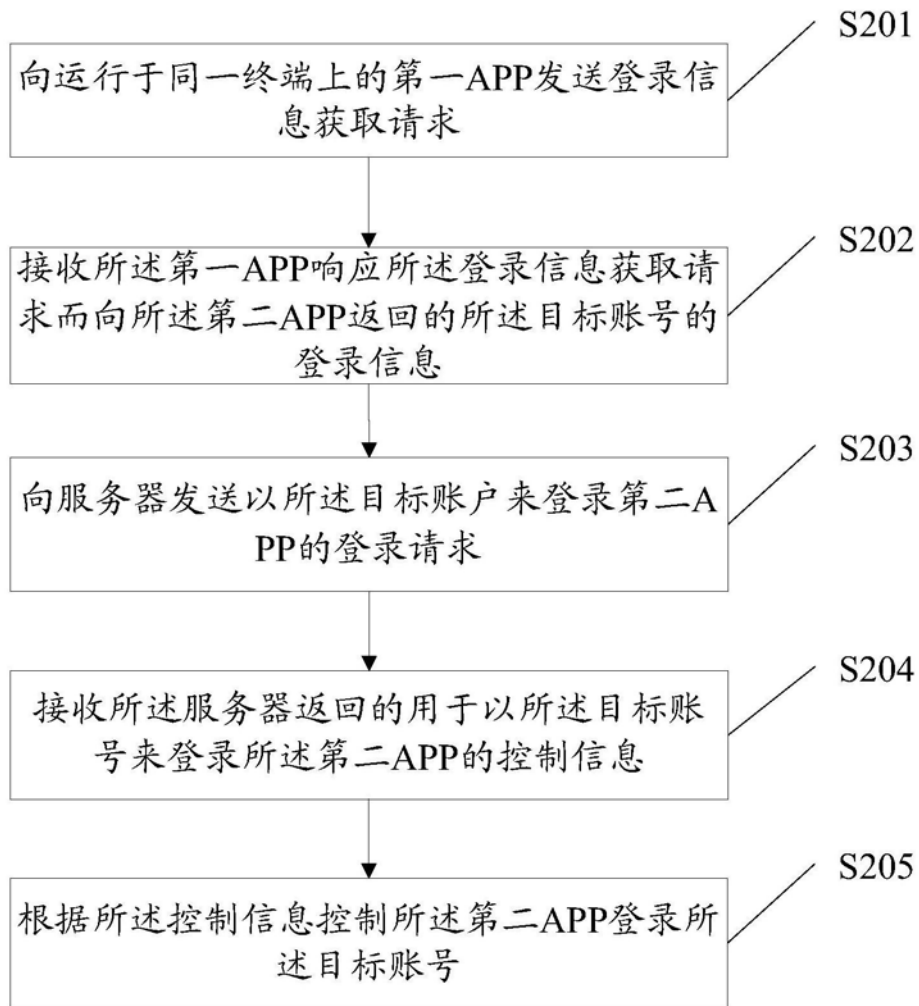 S201
向运行于同一终端上的第一APP发送登录信
息获取请求
S202
接收所述第一APP响应所述登录信息获取请
求而向所述第二APP返回的所述目标账号的
登录信息
S203
向服务器发送以所述目标账户来登录第二A
PP的登录请求
S204
接收所述服务器返回的用于以所述目标账
号来登录所述第二APP的控制信息
S205
根据所述控制信息控制所述第二APP登录所
述目标账号